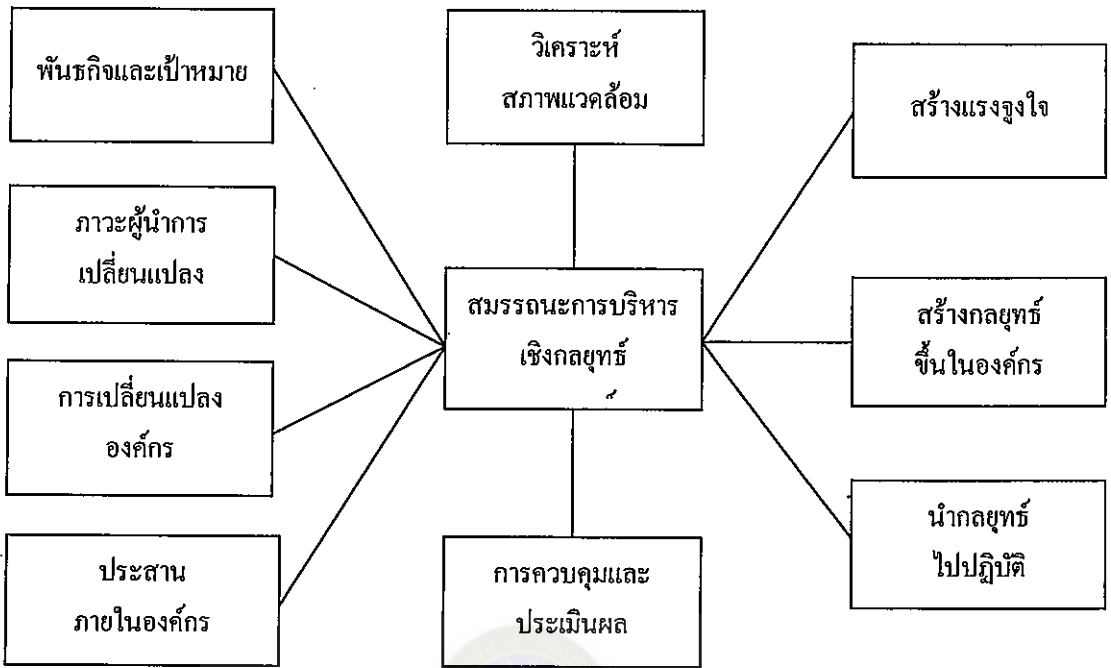 พันธกิจและเป้าหมาย
ภาวะผู้นำการ
เปลี่ยนแปลง
การเปลี่ยนแปลง
องค์กร
ประสาน
ภายในองค์กร
วิเคราะห์
สภาพแวดล้อม
สมรรถนะการบริหาร
เชิงกลยุทธ์
การควบคุมและ
ประเมินผล
สร้างแรงจูงใจ
สร้างกลยุทธ์
ขึ้นในองค์กร
นำกลยุทธ์
ไปปฏิบัติ